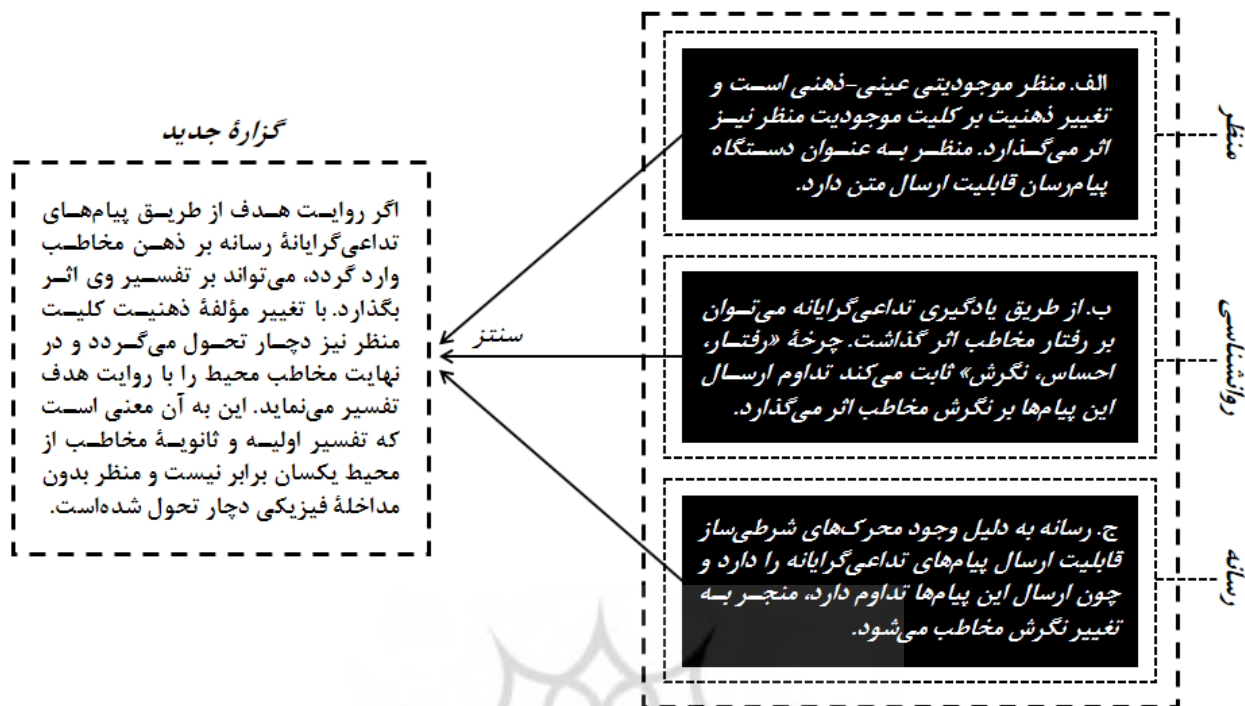 الف. منظر موجودیتی عینی-ذهنی است و
تغییر ذهنیت بر کلیت موجودیت منظر نیز
اثر می‌گذارد. منظر به عنوان دستگاه
پیام‌رسان قابلیت ارسال متن دارد.
منظر
ب. از طریق یادگیری تداعی‌گرایانه می‌توان
بر رفتار مخاطب اثر گذاشت. چرخهٔ «رفتار،
احساس، نگرش» ثابت می‌کند تداوم ارسال
این پیام‌ها بر نگرش مخاطب اثر می‌گذارد.
روانشناسی
ج. رسانه به دلیل وجود محرک‌های شرطی‌ساز
قابلیت ارسال پیام‌های تداعی‌گرایانه را دارد و
چون ارسال این پیام‌ها تداوم دارد، منجر به
تغییر نگرش مخاطب می‌شود.
رسانه
سنتز
گزارهٔ جدید
اگر روایت هدف از طریق پیام‌های
تداعی‌گرایانهٔ رسانه بر ذهن مخاطب
وارد گردد، می‌تواند بر تفسیر وی اثر
بگذارد. با تغییر مؤلفهٔ ذهنیت کلیت
منظر نیز دچار تحول می‌گردد و در
نهایت مخاطب محیط را با روایت هدف
تفسیر می‌نماید. این به آن معنی است
که تفسیر اولیه و ثانویهٔ مخاطب از
محیط یکسان برابر نیست و منظر بدون
مداخلهٔ فیزیکی دچار تحول شده‌است.